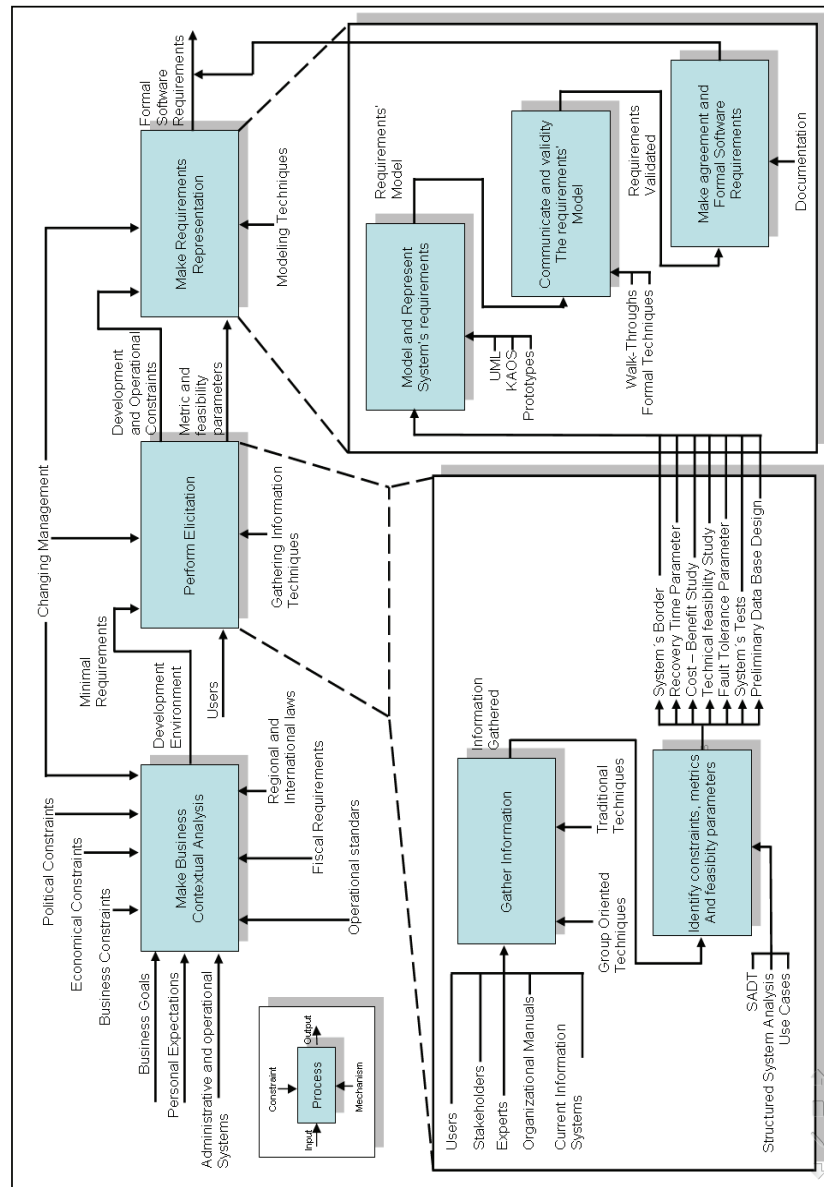 Political Constraints
Economical Constraints
Business Constraints
Changing Management
Business Goals
Personal Expectations
Administrative and operational
Systems
Make Business
Contextual Analysis
Operational standars
Fiscal Requirements
Regional and
International laws
Development
Environment
Minimal
Requirements
Users
Perform Elicitation
Gathering Information
Techniques
Development
and Operational
Constraints
Metric and
feasibility
parameters
Make Requirements
Representation
Modeling Techniques
Formal
Software
Requirements
Constraint
Input
Process
Output
Mechanism
Users
Stakeholders
Experts
Organizational Manuals
Current Information
Systems
Gather Information
Group Oriented
Techniques
Traditional
Techniques
Information
Gathered
SADT
Structured System Analysis
Use Cases
Identify constraints, metrics
And feasibity parameters
System´s Border
Recovery Time Parameter
Cost – Benefit Study
Technical feasibility Study
Fault Tolerance Parameter
System´s Tests
Preliminary Data Base Design
Model and Represent
System's requirements
UML
KAOS
Prototypes
Requirements'
Model
Communicate and validity
The requirements'
Model
Walk-Throughs
Formal Techniques
Requirements
Validated
Make agreement and
Formal Software
Requirements
Documentation